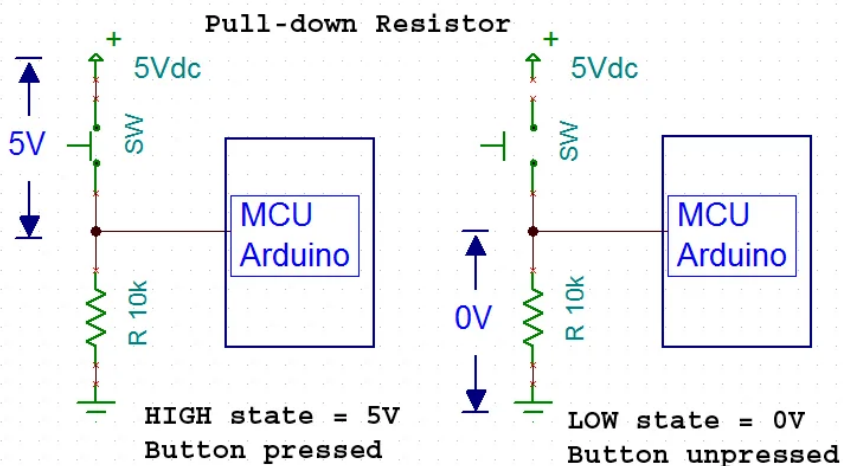 Pull-down Resistor
+
5Vdc
5V
SW
MCU
Arduino
R 10k
HIGH state = 5V
Button pressed
+
5Vdc
SW
MCU
Arduino
0V
R 10k
LOW state = 0V
Button unpressed